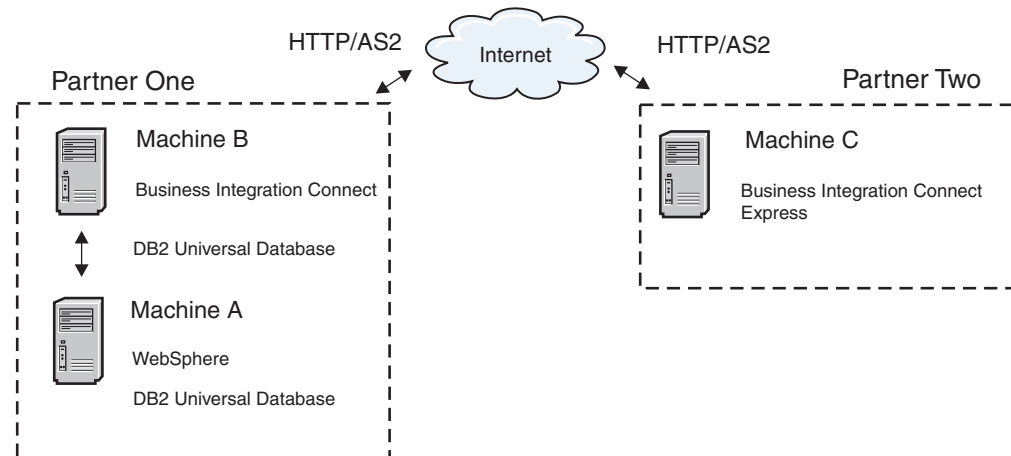 HTTP/AS2
Internet
HTTP/AS2
Partner One
Machine B
Business Integration Connect
DB2 Universal Database
Machine A
WebSphere
DB2 Universal Database
Partner Two
Machine C
Business Integration Connect
Express